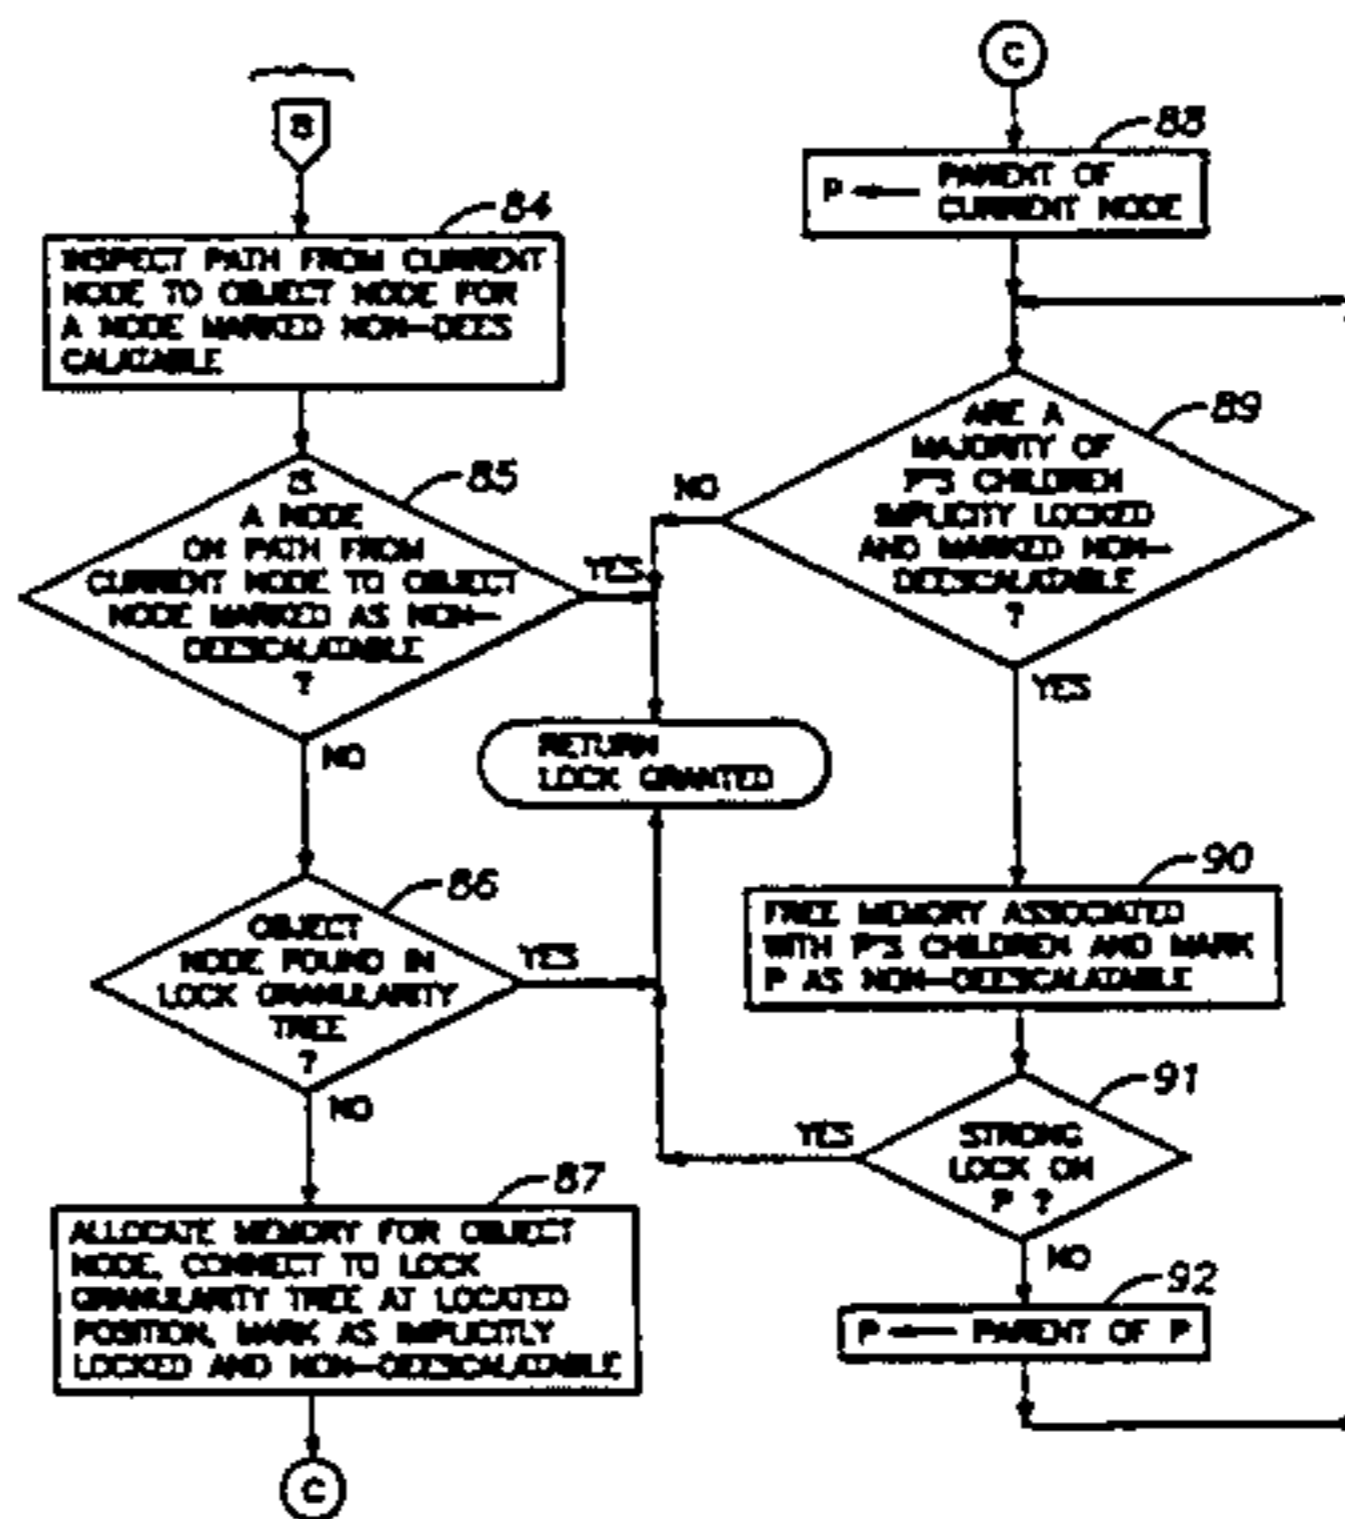 B
84
INSPECT PATH FROM CURRENT
NODE TO OBJECT NODE FOR
A NODE MARKED NON-DEES
CALATABLE
85
IS
A NODE
ON PATH FROM
CURRENT NODE TO OBJECT
NODE MARKED AS NON-
DEESCALATABLE
?
YES
NO
86
OBJECT
NODE FOUND IN
LOCK GRANULARITY
TREE
?
YES
NO
87
ALLOCATE MEMORY FOR OBJECT
NODE, CONNECT TO LOCK
GRANULARITY TREE AT LOCATED
POSITION, MARK AS IMPLICITLY
LOCKED AND NON-DEESCALATABLE
C
RETURN
LOCK GRANTED
C
88
P PARENT OF
CURRENT NODE
89
ARE A
MAJORITY OF
P'S CHILDREN
IMPLICITY LOCKED
AND MARKED NON-
DEESCALATABLE
?
NO
YES
90
FREE MEMORY ASSOCIATED
WITH P'S CHILDREN AND MARK
P AS NON-DEESCALATABLE
91
STRONG
LOCK ON
P ?
YES
NO
92
P PARENT OF P